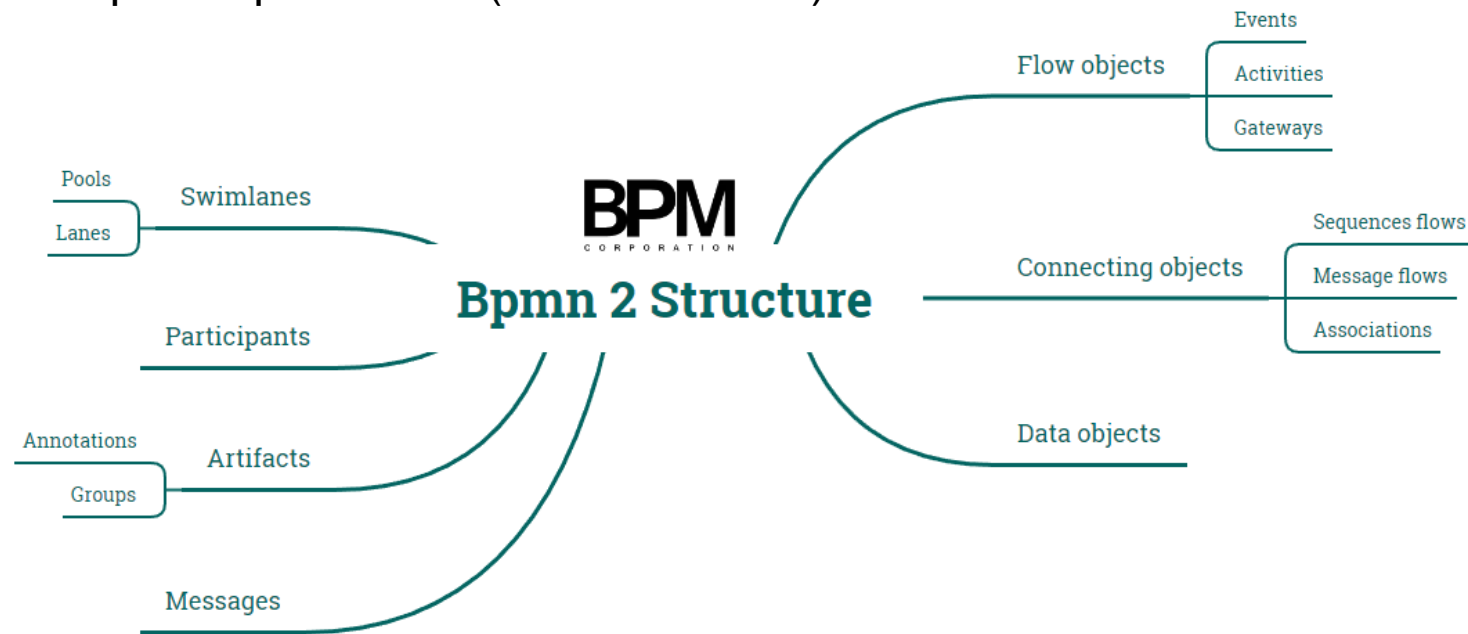 BPM
CORPORATION
Bpmn 2 Structure
Flow objects
Events
Activities
Gateways
Connecting objects
Sequences flows
Message flows
Associations
Data objects
Swimlanes
Pools
Lanes
Participants
Artifacts
Annotations
Groups
Messages